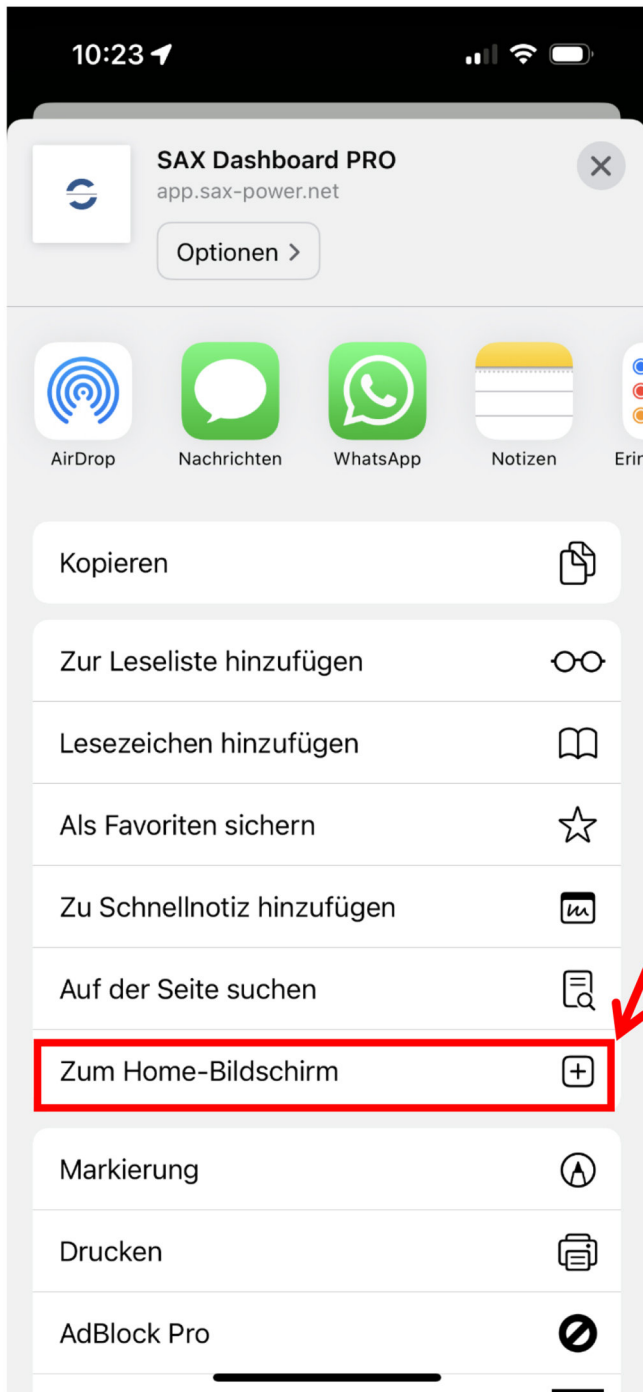 10:23
SAX Dashboard PRO
app.sax-power.net
Optionen >
AirDrop
Nachrichten
WhatsApp
Notizen
Erin
Kopieren
Zur Leseliste hinzufügen
Lesezeichen hinzufügen
Als Favoriten sichern
Zu Schnellnotiz hinzufügen
Auf der Seite suchen
Zum Home-Bildschirm
Markierung
Drucken
AdBlock Pro